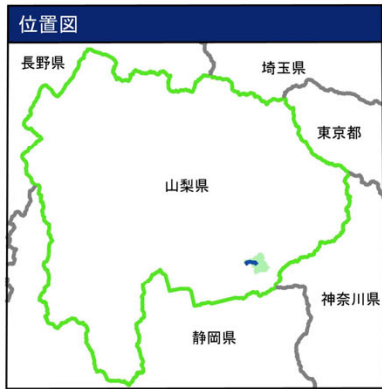 位置図
長野県
埼玉県
東京都
山梨県
神奈川県
静岡県